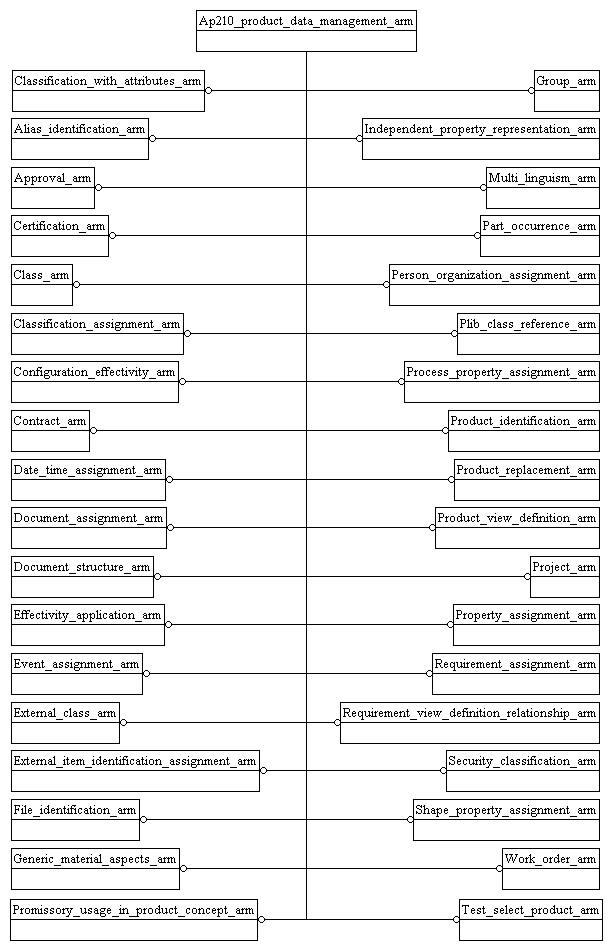 Ap210_product_data_management_arm
Classification_with_attributes_arm
Group_arm
Alias_identification_arm
Independent_property_representation_arm
Approval_arm
Multi_linguism_arm
Certification_arm
Part_occurrence_arm
Class_arm
Person_organization_assignment_arm
Classification_assignment_arm
Plib_class_reference_arm
Configuration_effectivity_arm
Process_property_assignment_arm
Contract_arm
Product_identification_arm
Date_time_assignment_arm
Product_replacement_arm
Document_assignment_arm
Product_view_definition_arm
Document_structure_arm
Project_arm
Effectivity_application_arm
Property_assignment_arm
Event_assignment_arm
Requirement_assignment_arm
External_class_arm
Requirement_view_definition_relationship_arm
External_item_identification_assignment_arm
Security_classification_arm
File_identification_arm
Shape_property_assignment_arm
Generic_material_aspects_arm
Work_order_arm
Promissory_usage_in_product_concept_arm
Test_select_product_arm